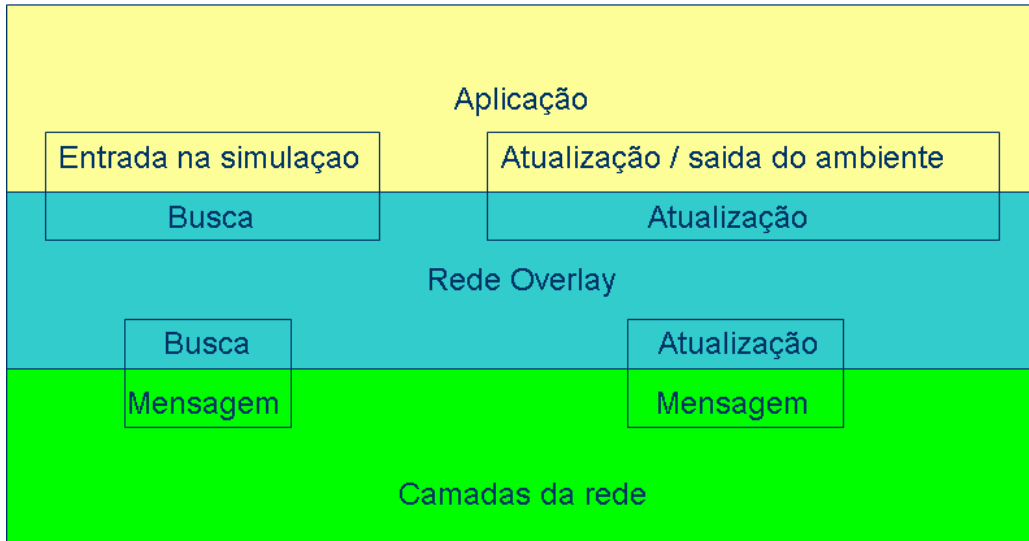 Aplicação
Entrada na simulaçao
Atualização / saida do ambiente
Busca
Atualização
Rede Overlay
Busca
Atualização
Mensagem
Mensagem
Camadas da rede